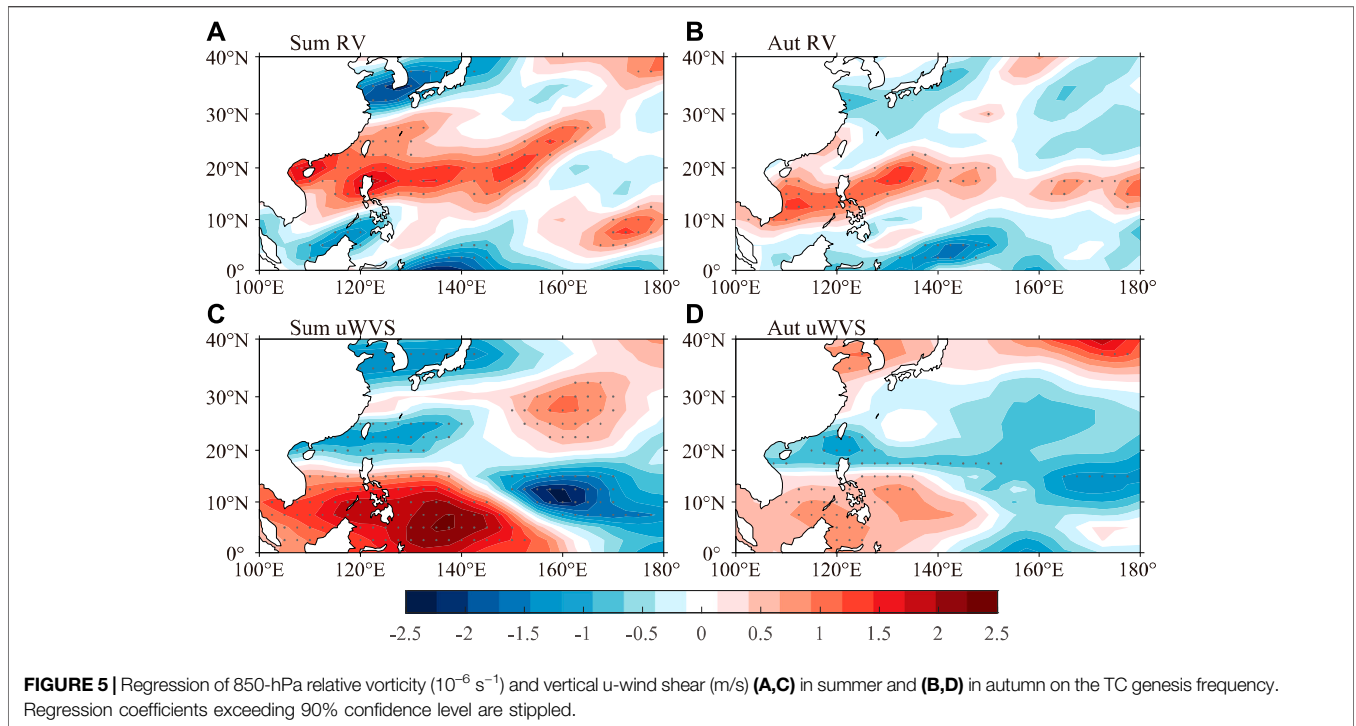 A
Sum RV
B
Aut RV
40°N
30°N
20°N
10°N
0°
100°E 120°E 140°E 160°E 180°
40°N
30°N
20°N
10°N
0°
100°E 120°E 140°E 160°E 180°
C
Sum uWVS
D
Aut uWVS
40°N
30°N
20°N
10°N
0°
100°E 120°E 140°E 160°E 180°
40°N
30°N
20°N
10°N
0°
100°E 120°E 140°E 160°E 180°
-2.5 -2 -1.5 -1 -0.5 0 0.5 1 1.5 2 2.5
FIGURE 5 | Regression of 850-hPa relative vorticity (10⁻⁶ s⁻¹) and vertical u-wind shear (m/s) (A,C) in summer and (B,D) in autumn on the TC genesis frequency.
Regression coefficients exceeding 90% confidence level are stippled.